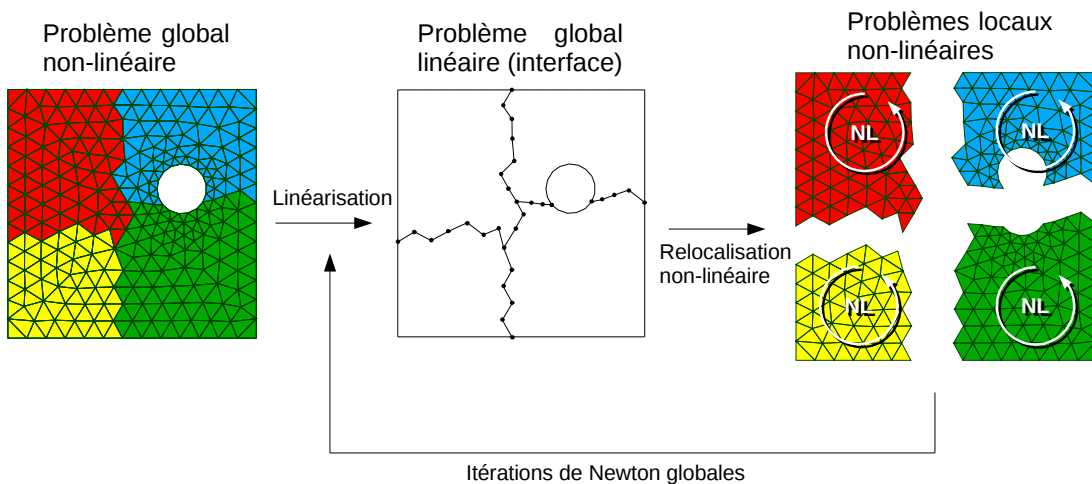 Problème global
non-linéaire
Problème global
linéaire (interface)
Problèmes locaux
non-linéaires
Linéarisation
Relocalisation
non-linéaire
NL
NL
NL
NL
Itérations de Newton globales